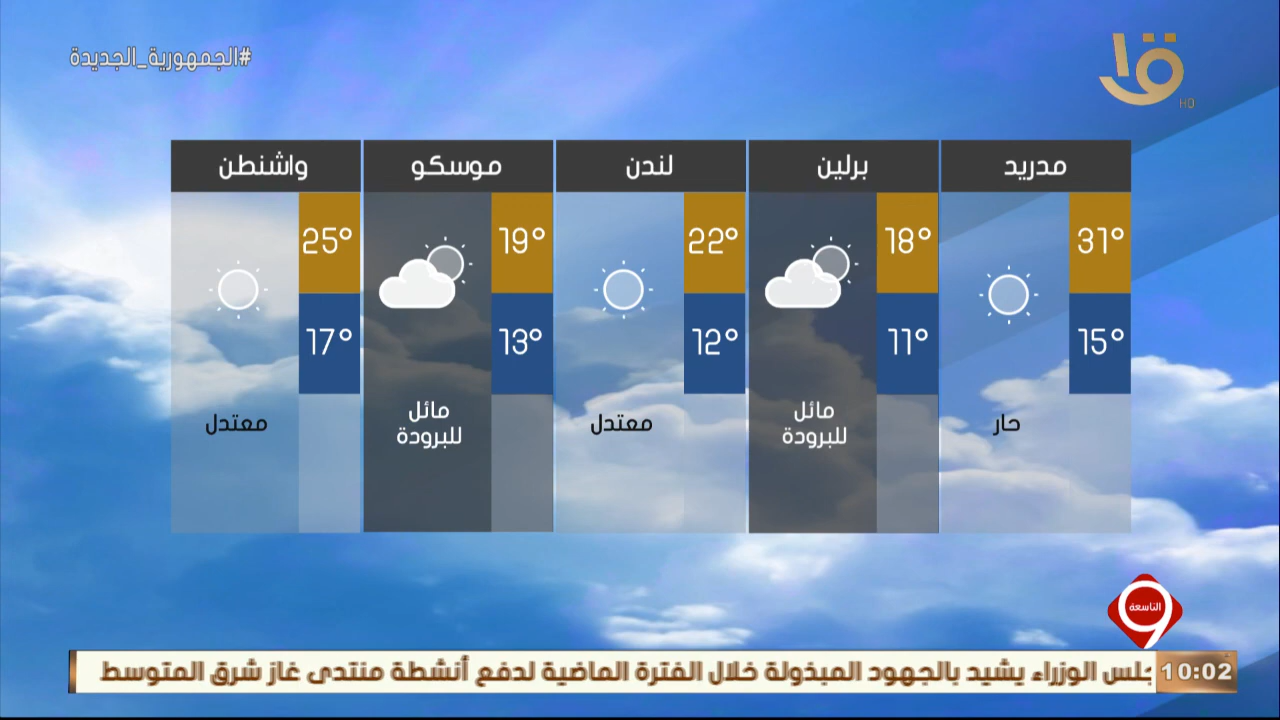 #الجمهورية_الجديدة
HD
مدريد
31°
15°
حار
برلين
18°
11°
مائل
للبرودة
لندن
22°
12°
معتدل
موسكو
19°
13°
مائل
للبرودة
واشنطن
25°
17°
معتدل
التاسعة
9
10:02
الوزراء يشيد بالجهود المبذولة خلال الفترة الماضية لدفع أنشطة منتدى غاز شرق المتوسط